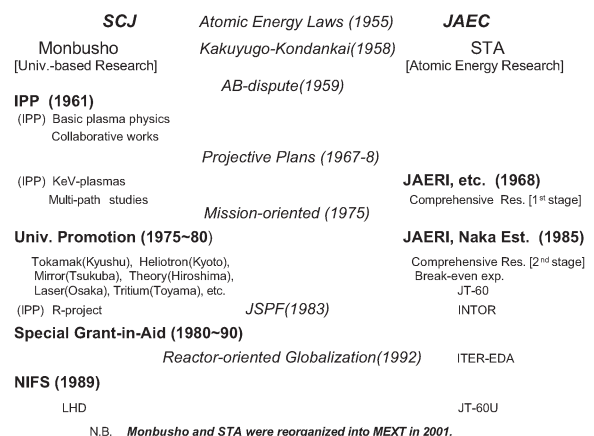 SCJ Atomic Energy Laws (1955) JAEC
Monbusho Kakuyugo-Kondankai(1958) STA
[Univ.-based Research] [Atomic Energy Research]
AB-dispute(1959)
IPP (1961)
(IPP) Basic plasma physics
Collaborative works
Projective Plans (1967-8)
(IPP) KeV-plasmas JAERI, etc. (1968)
Multi-path studies Comprehensive Res. [1st stage]
Mission-oriented (1975)
Univ. Promotion (1975~80) JAERI, Naka Est. (1985)
Tokamak(Kyushu), Heliotron(Kyoto), Comprehensive Res. [2nd stage]
Mirror(Tsukuba), Theory(Hiroshima), Break-even exp.
Laser(Osaka), Tritium(Toyama), etc. JT-60
(IPP) R-project JSPF(1983) INTOR
Special Grant-in-Aid (1980~90)
Reactor-oriented Globalization(1992) ITER-EDA
NIFS (1989)
LHD JT-60U
N.B. Monbusho and STA were reorganized into MEXT in 2001.